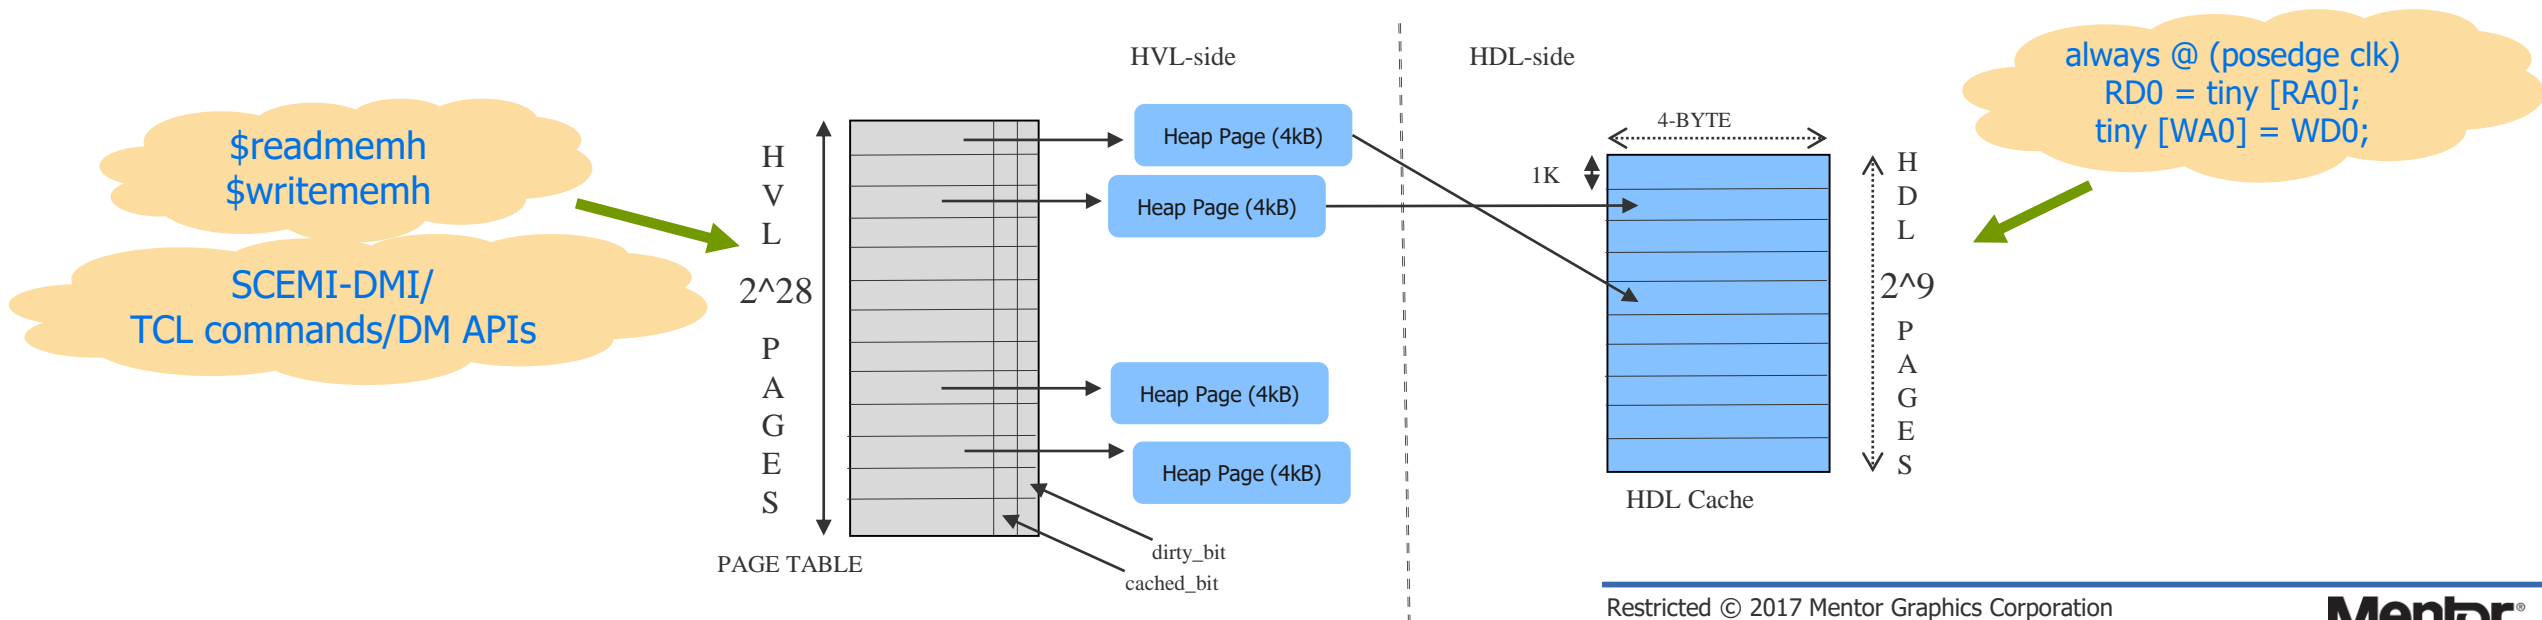 HVL-side
HDL-side
always @ (posedge clk)
RD0 = tiny [RA0];
tiny [WA0] = WD0;
$readmemh
$writememh
SCEMI-DMI/
TCL commands/DM APIs
H
V
L
2^28
P
A
G
E
S
PAGE TABLE
Heap Page (4kB)
Heap Page (4kB)
Heap Page (4kB)
Heap Page (4kB)
dirty_bit
cached_bit
4-BYTE
1K
H
D
L
2^9
P
A
G
E
S
HDL Cache
Restricted © 2017 Mentor Graphics Corporation
Mentor®